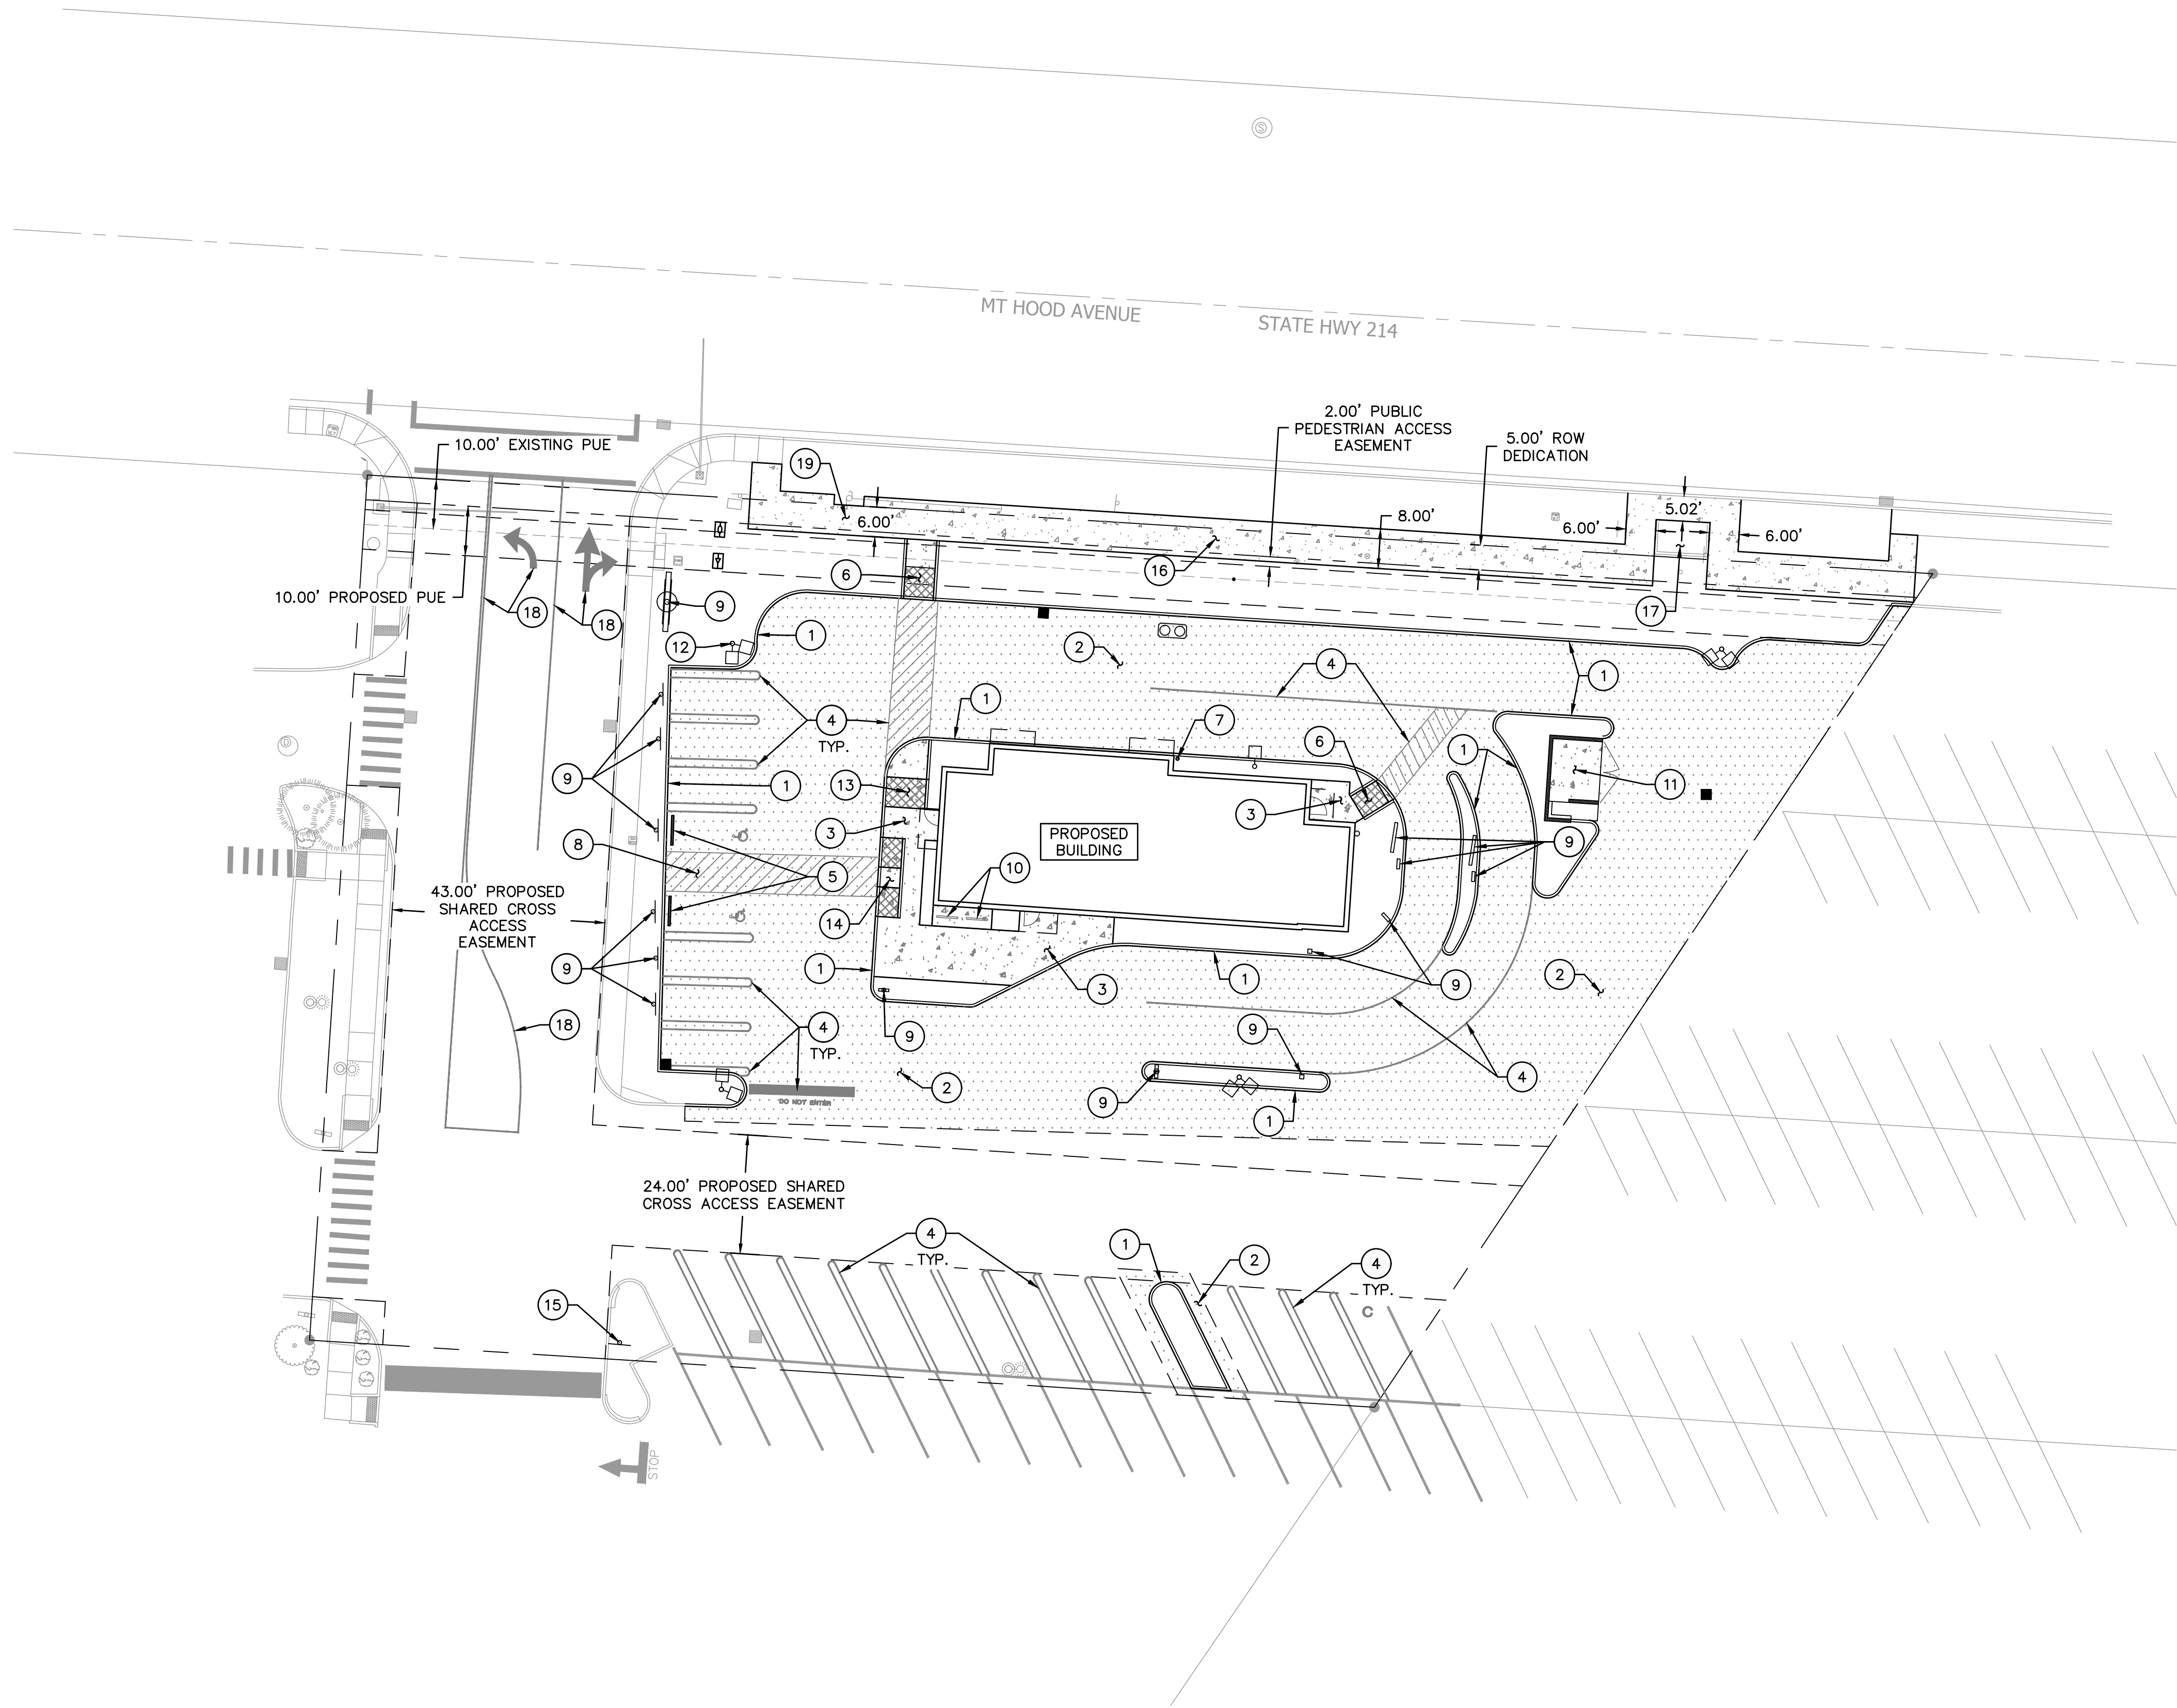 S
MT HOOD AVENUE
STATE HWY 214
2.00' PUBLIC
PEDESTRIAN ACCESS
EASEMENT
5.00' ROW
DEDICATION
10.00' EXISTING PUE
19
6.00'
8.00'
6.00'
5.02'
6.00'
16
6
10.00' PROPOSED PUE
18
18
9
17
12
1
2
4
1
1
7
4
TYP.
6
1
9
13
1
11
3
3
PROPOSED
BUILDING
8
9
5
10
43.00' PROPOSED
SHARED CROSS
ACCESS
EASEMENT
14
9
1
3
1
9
2
18
4
TYP.
9
9
4
2
9
1
DO NOT ENTER
D
24.00' PROPOSED SHARED
CROSS ACCESS EASEMENT
4
TYP.
1
2
4
TYP.
C
15
STOP